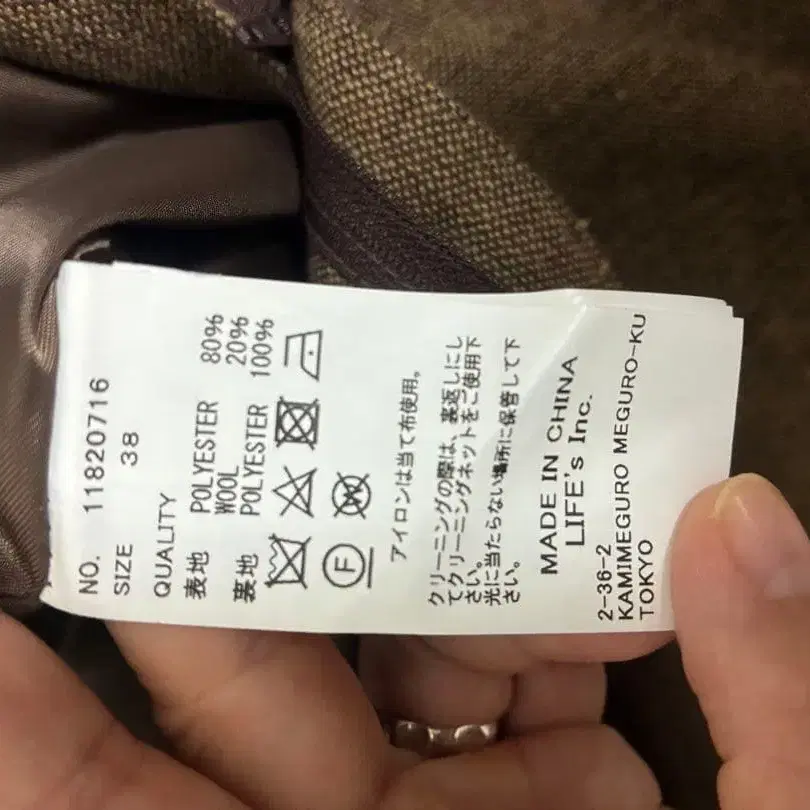 NO. 11820716
SIZE 38
QUALITY
表地 POLYESTER 80%
WOOL 20%
裏地 POLYESTER 100%
F
W
アイロンは当て布使用。
クリーニングの際は、裏返しにし
てクリーニングネットをご使用下
さい。
光に当たらない場所に保管して下
さい。
MADE IN CHINA
LIFE's Inc.
2-36-2
KAMIMEGURO MEGURO-KU
TOKYO